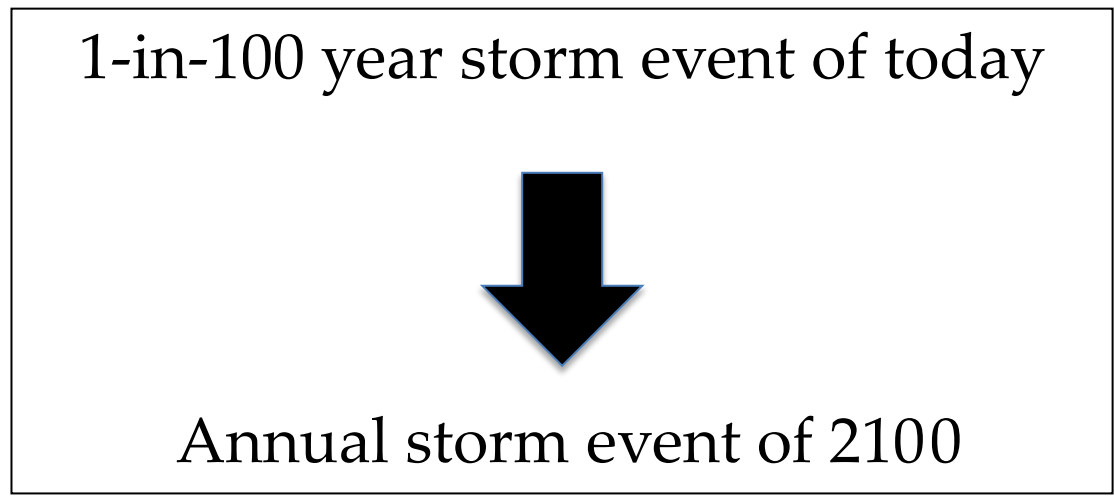 1-in-100 year storm event of today
Annual storm event of 2100